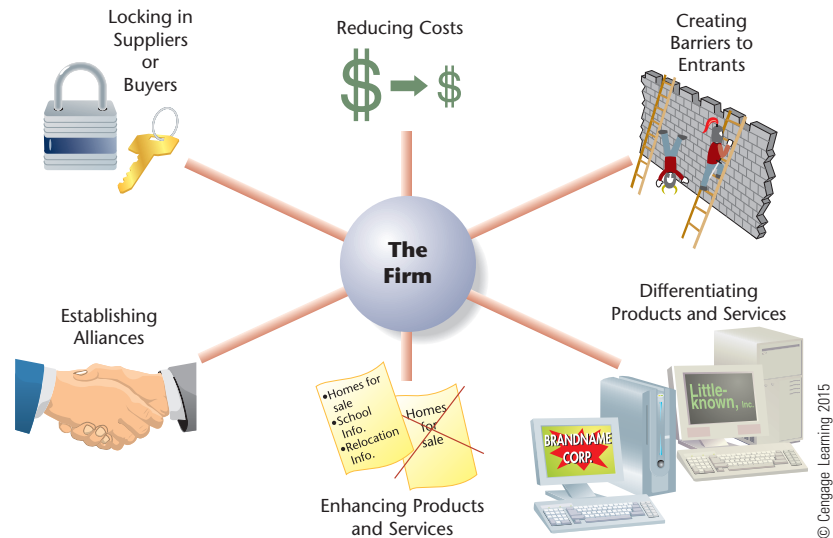 Locking in
Suppliers
or
Buyers
Reducing Costs
$ $
Creating
Barriers to
Entrants
The
Firm
Establishing
Alliances
•Homes for
sale
•School
Info.
•Relocation
Info.
Homes
for
sale
Enhancing Products
and Services
Differentiating
Products and Services
BRANDNAME
CORP.
Little-
known, Inc.
© Cengage Learning 2015